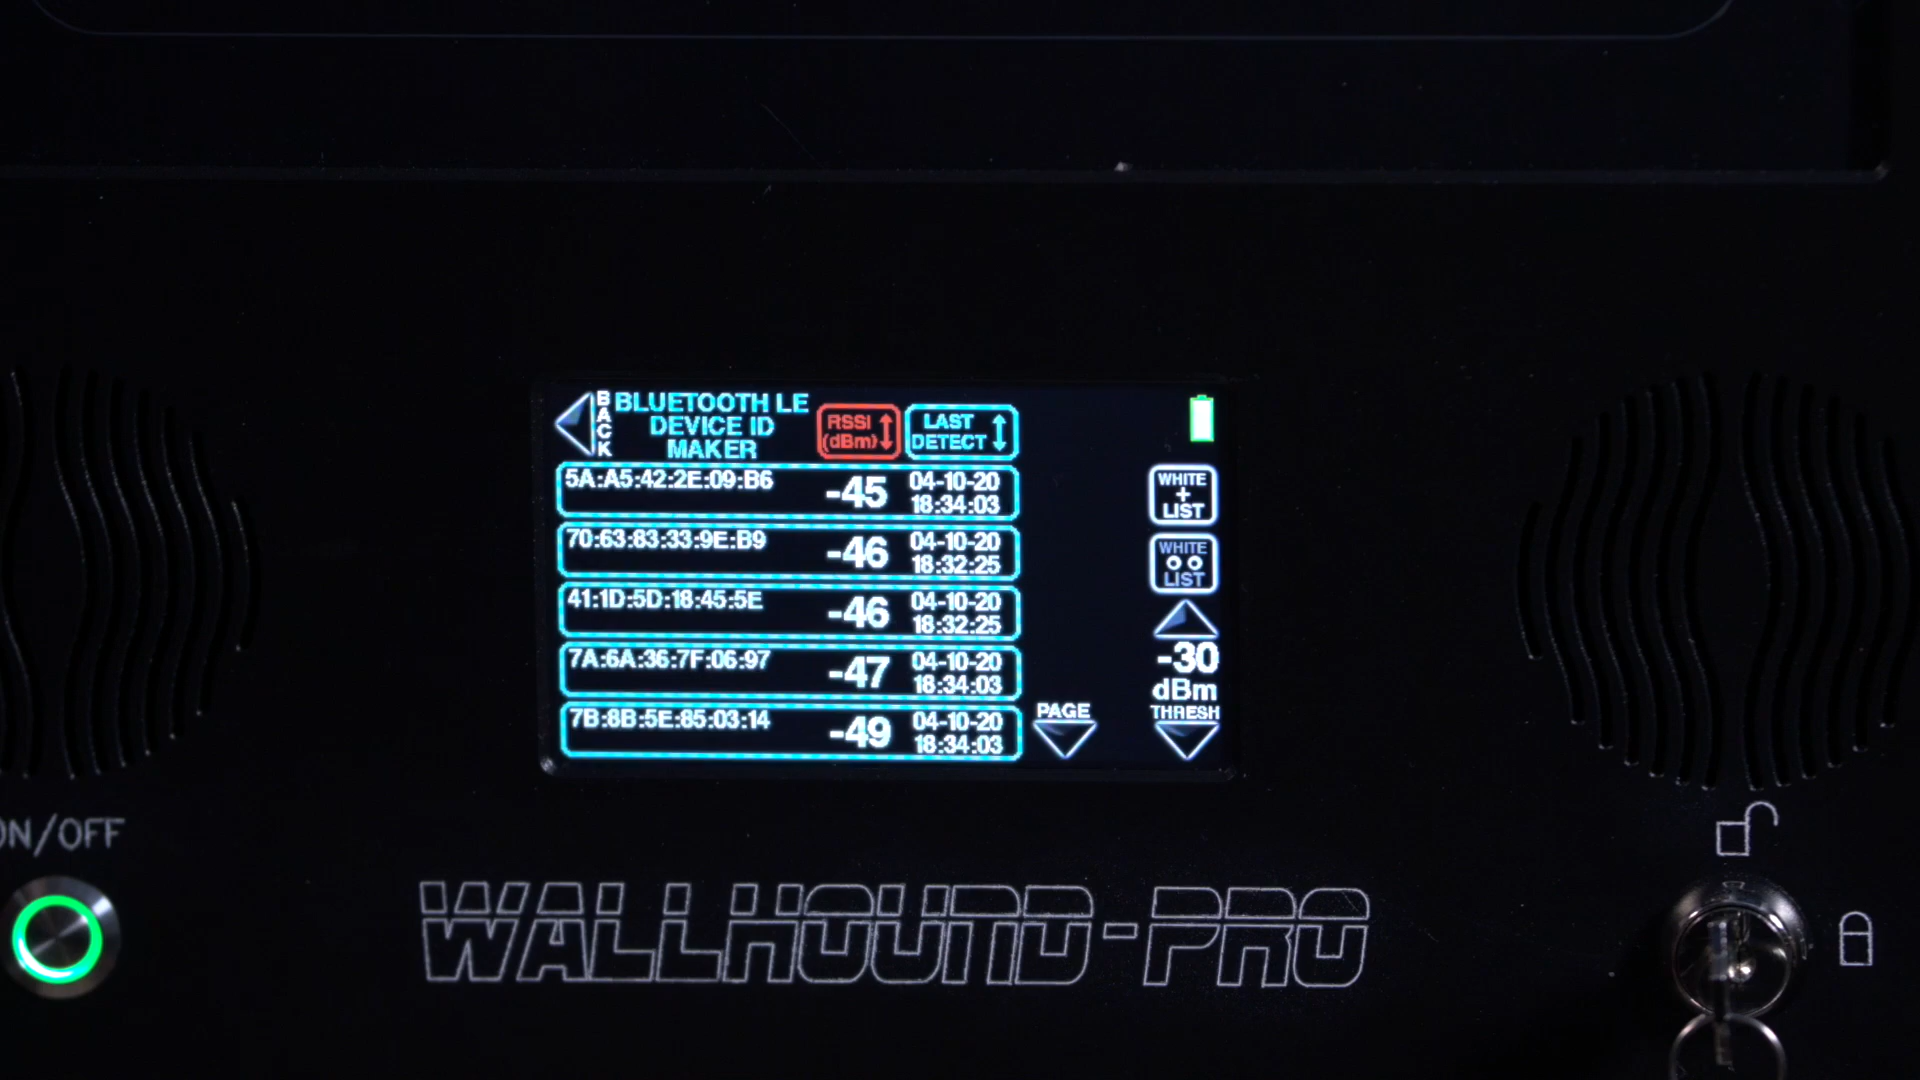 BACK
BLUETOOTH LE
DEVICE ID
MAKER
RSSI
(dBm)
LAST
DETECT
5A:A5:42:2E:09:B6 -45 04-10-20
18:34:03
70:63:83:33:9E:B9 -46 04-10-20
18:32:25
41:1D:5D:18:45:5E -46 04-10-20
18:32:25
7A:6A:36:7F:06:97 -47 04-10-20
18:34:03
7B:8B:5E:85:03:14 -49 04-10-20
18:34:03
PAGE
WHITE
+
LIST
WHITE
LIST
-30
dBm
THRESH
ON/OFF
WALLHOUND-PRO